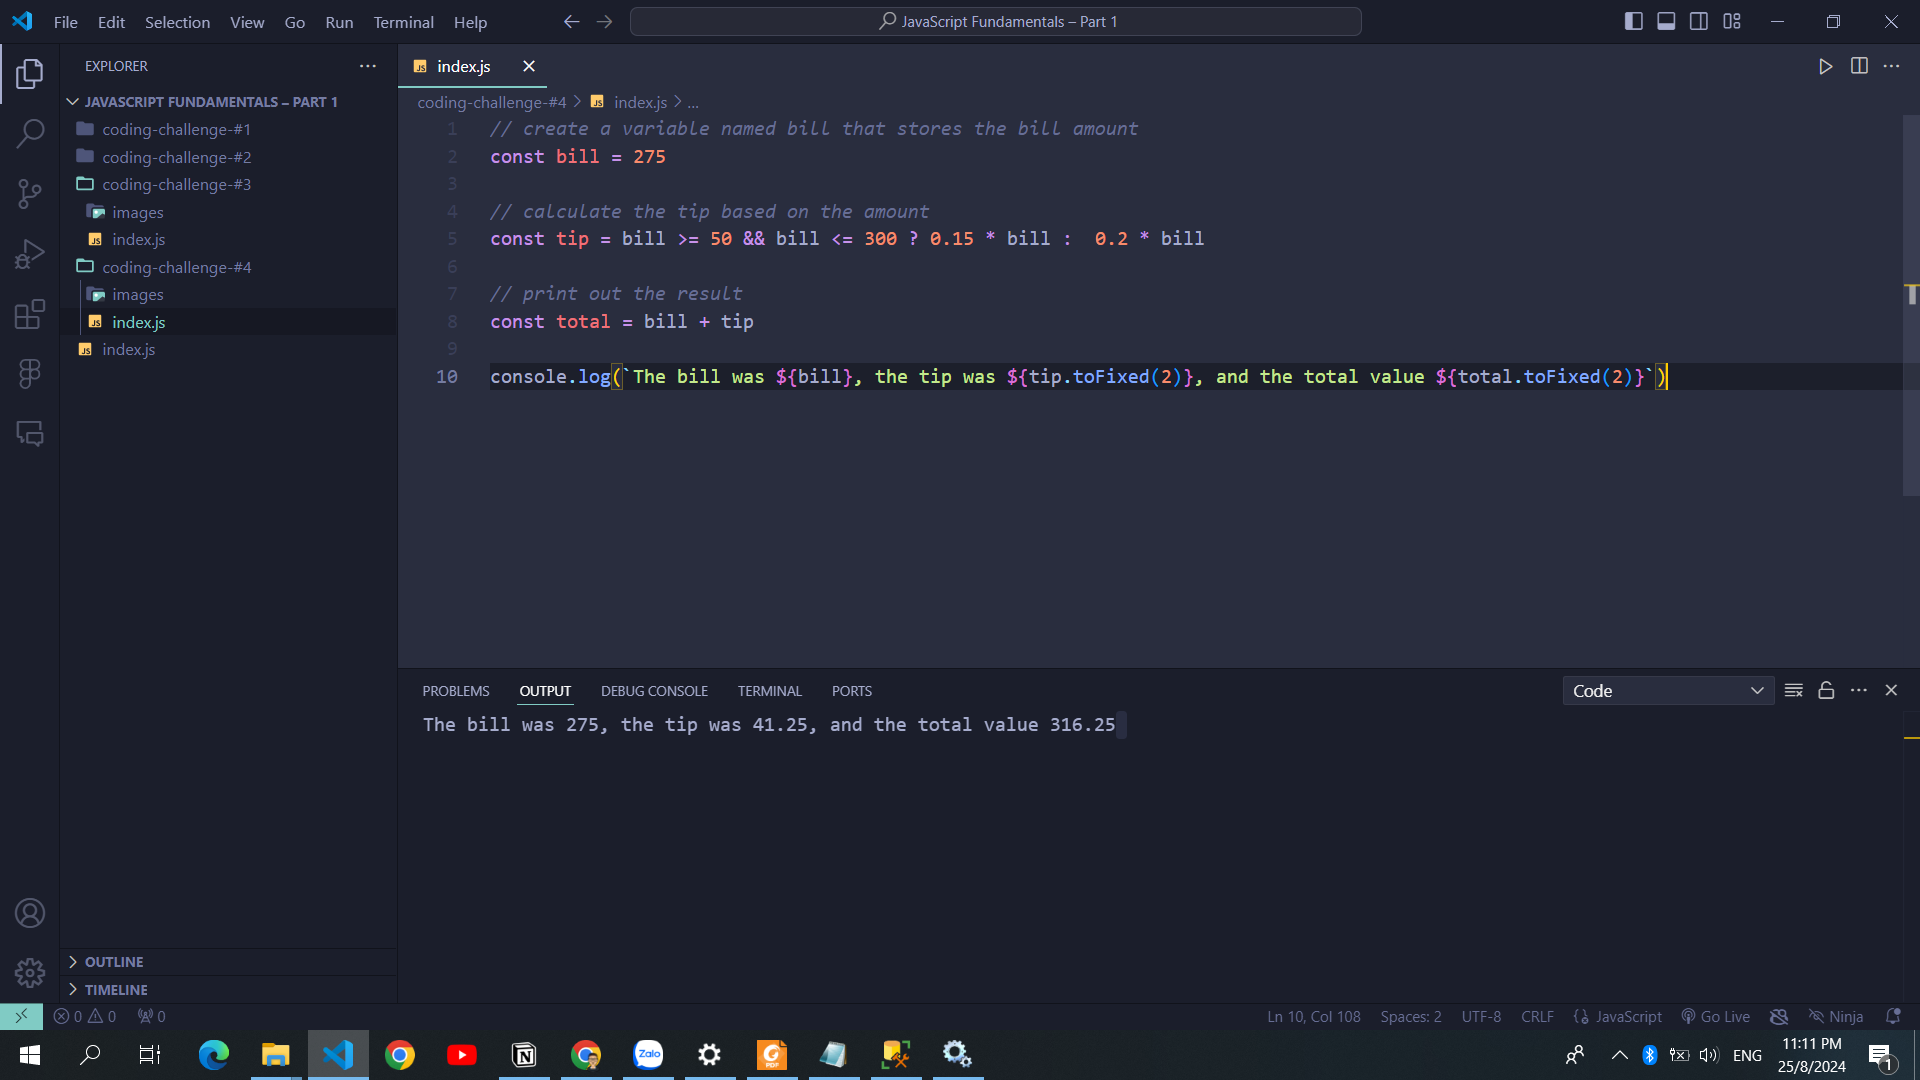 File Edit Selection View Go Run Terminal Help
JavaScript Fundamentals – Part 1
EXPLORER
JAVASCRIPT FUNDAMENTALS – PART 1
coding-challenge-#1
coding-challenge-#2
coding-challenge-#3
images
JS index.js
coding-challenge-#4
images
JS index.js
JS index.js
OUTLINE
TIMELINE
JS index.js
coding-challenge-#4 > JS index.js > ...
1 // create a variable named bill that stores the bill amount
2 const bill = 275
3
4 // calculate the tip based on the amount
5 const tip = bill >= 50 && bill <= 300 ? 0.15 * bill :  0.2 * bill
6
7 // print out the result
8 const total = bill + tip
9
10 console.log(`The bill was ${bill}, the tip was ${tip.toFixed(2)}, and the total value ${total.toFixed(2)}`)
PROBLEMS OUTPUT DEBUG CONSOLE TERMINAL PORTS
Code
The bill was 275, the tip was 41.25, and the total value 316.25
0 0 0
Ln 10, Col 108 Spaces: 2 UTF-8 CRLF JavaScript Go Live Ninja
Zalo
PDF
ENG
11:11 PM
25/8/2024
1